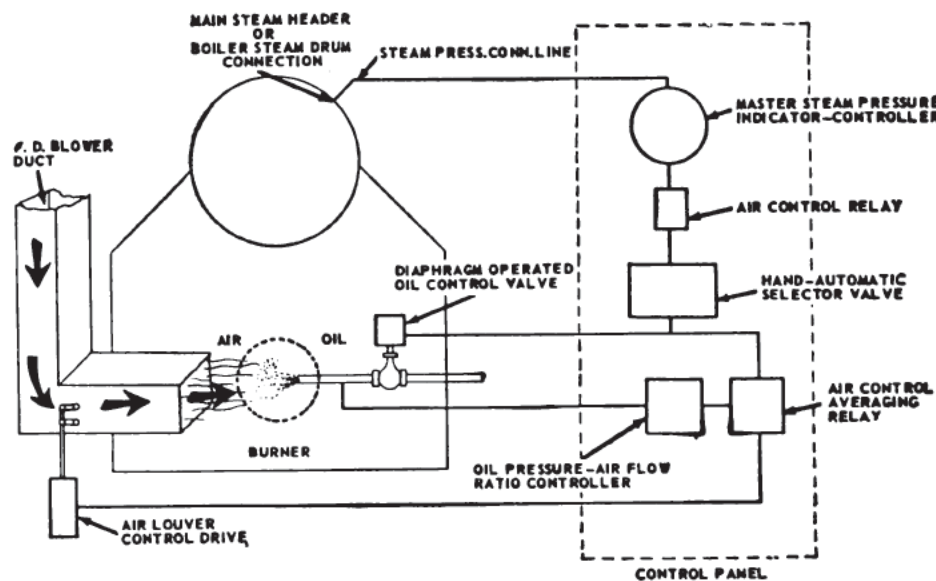 MAIN STEAM HEADER
OR
BOILER STEAM DRUM
CONNECTION
STEAM PRESS.CONN.LINE
MASTER STEAM PRESSURE
INDICATOR-CONTROLLER
F. D. BLOWER
DUCT
AIR CONTROL RELAY
DIAPHRAGM OPERATED
OIL CONTROL VALVE
HAND-AUTOMATIC
SELECTOR VALVE
AIR
OIL
AIR CONTROL
AVERAGING
RELAY
BURNER
OIL PRESSURE-AIR FLOW
RATIO CONTROLLER
AIR LOUVER
CONTROL DRIVE
CONTROL PANEL